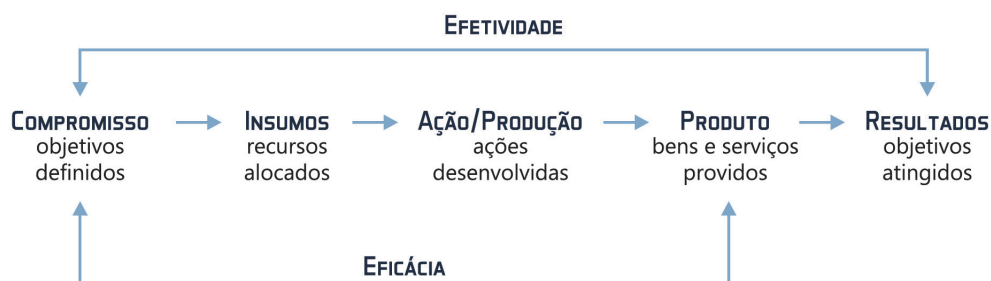 Efetividade
Compromisso
objetivos
definidos
Insumos
recursos
alocados
Ação/Produção
ações
desenvolvidas
Produto
bens e serviços
providos
Resultados
objetivos
atingidos
Eficácia